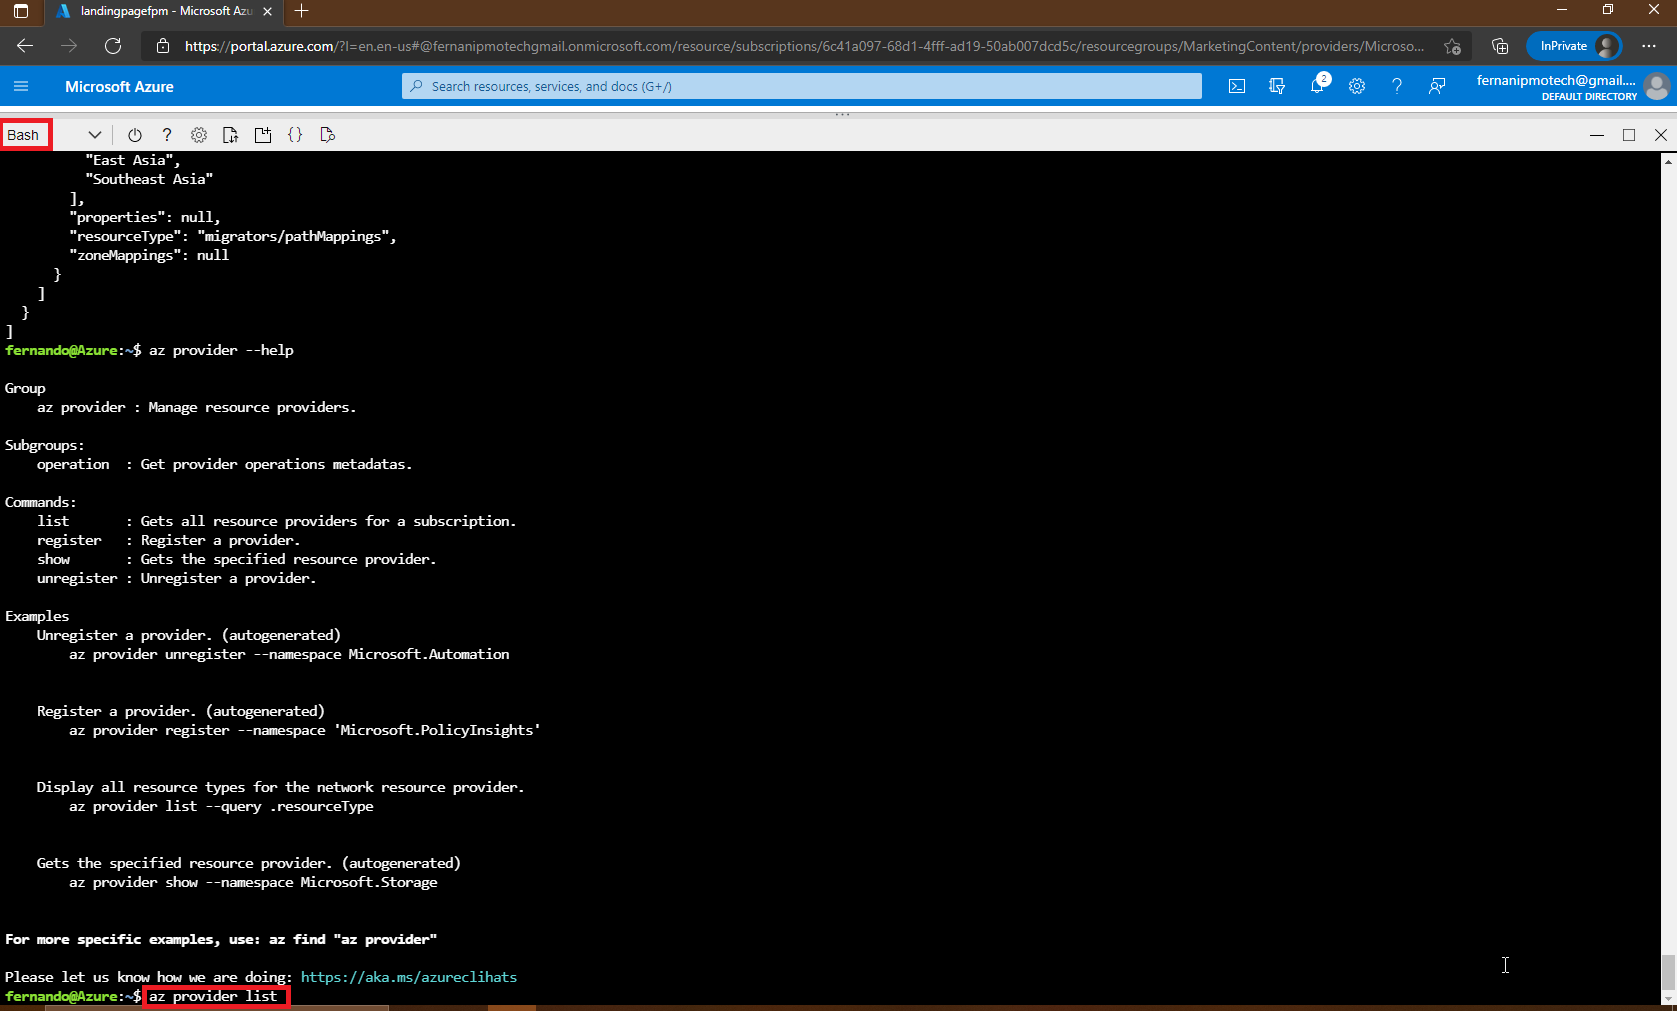 landingpagefpm - Microsoft Azu
https://portal.azure.com/?l=en.en-us#@fernanipmotechgmail.onmicrosoft.com/resource/subscriptions/6c41a097-68d1-4fff-ad19-50ab007dcd5c/resourcegroups/MarketingContent/providers/Microso...
InPrivate
Microsoft Azure
Search resources, services, and docs (G+/)
2
fernanipmotech@gmail....
DEFAULT DIRECTORY
Bash
"East Asia",
"Southeast Asia"
],
"properties": null,
"resourceType": "migrators/pathMappings",
"zoneMappings": null
}
]
}
]
fernando@Azure:~$ az provider --help
Group
az provider : Manage resource providers.
Subgroups:
operation : Get provider operations metadatas.
Commands:
list : Gets all resource providers for a subscription.
register : Register a provider.
show : Gets the specified resource provider.
unregister : Unregister a provider.
Examples
Unregister a provider. (autogenerated)
az provider unregister --namespace Microsoft.Automation
Register a provider. (autogenerated)
az provider register --namespace 'Microsoft.PolicyInsights'
Display all resource types for the network resource provider.
az provider list --query .resourceType
Gets the specified resource provider. (autogenerated)
az provider show --namespace Microsoft.Storage
For more specific examples, use: az find "az provider"
Please let us know how we are doing: https://aka.ms/azureclihats
fernando@Azure:~$ az provider list